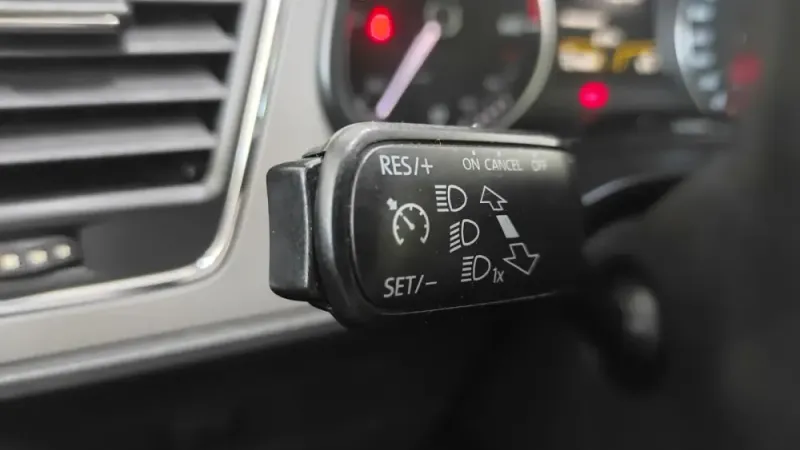 RES/+ ON CANCEL OFF
1x
SET/-